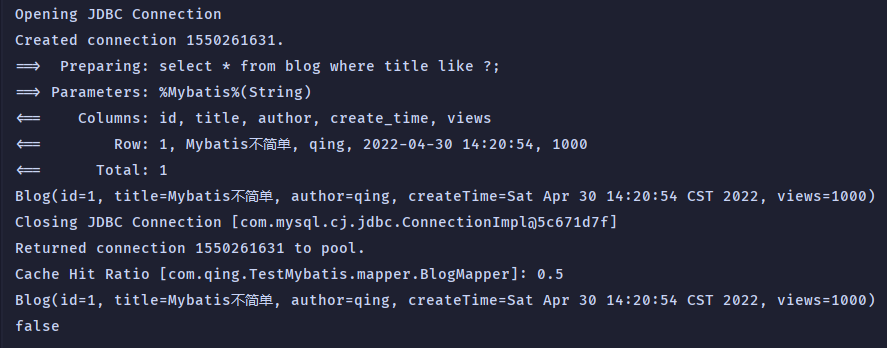 Opening JDBC Connection
Created connection 1550261631.
==>  Preparing: select * from blog where title like ?;
==> Parameters: %Mybatis%(String)
<==    Columns: id, title, author, create_time, views
<==        Row: 1, Mybatis不简单, qing, 2022-04-30 14:20:54, 1000
<==      Total: 1
Blog(id=1, title=Mybatis不简单, author=qing, createTime=Sat Apr 30 14:20:54 CST 2022, views=1000)
Closing JDBC Connection [com.mysql.cj.jdbc.ConnectionImpl@5c671d7f]
Returned connection 1550261631 to pool.
Cache Hit Ratio [com.qing.TestMybatis.mapper.BlogMapper]: 0.5
Blog(id=1, title=Mybatis不简单, author=qing, createTime=Sat Apr 30 14:20:54 CST 2022, views=1000)
false